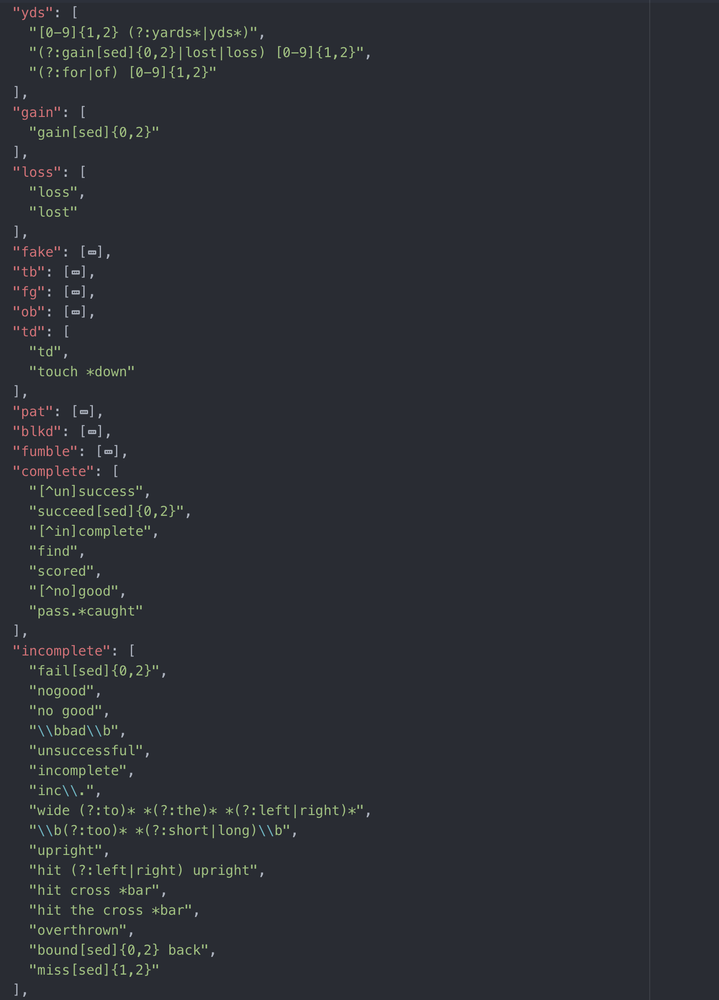 "yds": [
"[0-9]{1,2} (?:yards*|yds*)",
"(?:gain[sed]{0,2}|lost|loss) [0-9]{1,2}",
"(?:for|of) [0-9]{1,2}"
],
"gain": [
"gain[sed]{0,2}"
],
"loss": [
"loss",
"lost"
],
"fake": […],
"tb": […],
"fg": […],
"ob": […],
"td": [
"td",
"touch *down"
],
"pat": […],
"blkd": […],
"fumble": […],
"complete": [
"[^un]success",
"succeed[sed]{0,2}",
"[^in]complete",
"find",
"scored",
"[^no]good",
"pass.*caught"
],
"incomplete": [
"fail[sed]{0,2}",
"nogood",
"no good",
"\\bbad\\b",
"unsuccessful",
"incomplete",
"inc\\.",
"wide (?:to)* *(?:the)* *(?:left|right)*",
"\\b(?:too)* *(?:short|long)\\b",
"upright",
"hit (?:left|right) upright",
"hit cross *bar",
"hit the cross *bar",
"overthrown",
"bound[sed]{0,2} back",
"miss[sed]{1,2}"
],